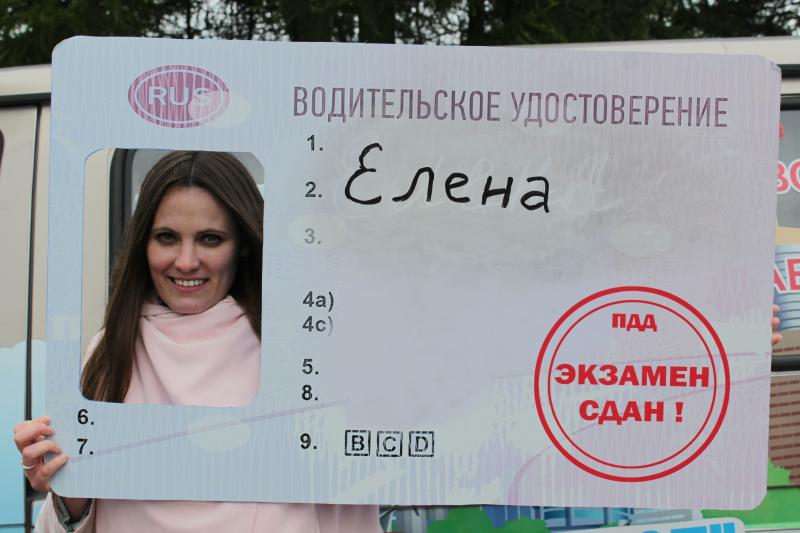 RUS
ВОДИТЕЛЬСКОЕ УДОСТОВЕРЕНИЕ
1.
2. Елена
3.
4a)
4c)
5.
8.
6.
7.
9. B C D
ПДД
ЭКЗАМЕН
СДАН !